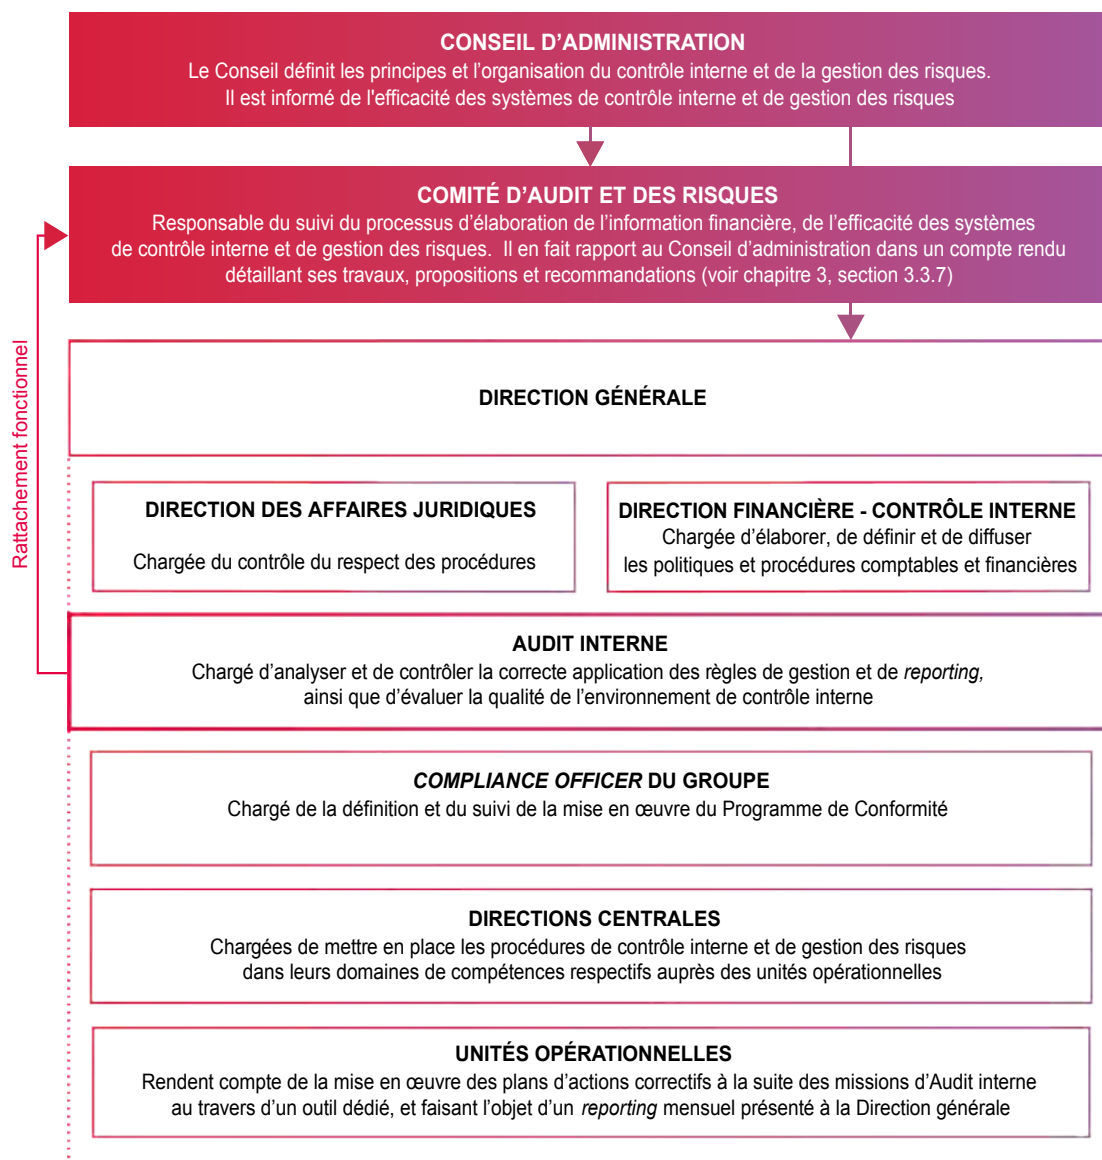 CONSEIL D’ADMINISTRATION
Le Conseil définit les principes et l’organisation du contrôle interne et de la gestion des risques.
Il est informé de l'efficacité des systèmes de contrôle interne et de gestion des risques
COMITÉ D’AUDIT ET DES RISQUES
Responsable du suivi du processus d’élaboration de l’information financière, de l’efficacité des systèmes
de contrôle interne et de gestion des risques. Il en fait rapport au Conseil d’administration dans un compte rendu
détaillant ses travaux, propositions et recommandations (voir chapitre 3, section 3.3.7)
Rattachement fonctionnel
DIRECTION GÉNÉRALE
DIRECTION DES AFFAIRES JURIDIQUES
Chargée du contrôle du respect des procédures
DIRECTION FINANCIÈRE - CONTRÔLE INTERNE
Chargée d’élaborer, de définir et de diffuser
les politiques et procédures comptables et financières
AUDIT INTERNE
Chargé d’analyser et de contrôler la correcte application des règles de gestion et de reporting,
ainsi que d’évaluer la qualité de l’environnement de contrôle interne
COMPLIANCE OFFICER DU GROUPE
Chargé de la définition et du suivi de la mise en œuvre du Programme de Conformité
DIRECTIONS CENTRALES
Chargées de mettre en place les procédures de contrôle interne et de gestion des risques
dans leurs domaines de compétences respectifs auprès des unités opérationnelles
UNITÉS OPÉRATIONNELLES
Rendent compte de la mise en œuvre des plans d’actions correctifs à la suite des missions d’Audit interne
au travers d’un outil dédié, et faisant l’objet d’un reporting mensuel présenté à la Direction générale